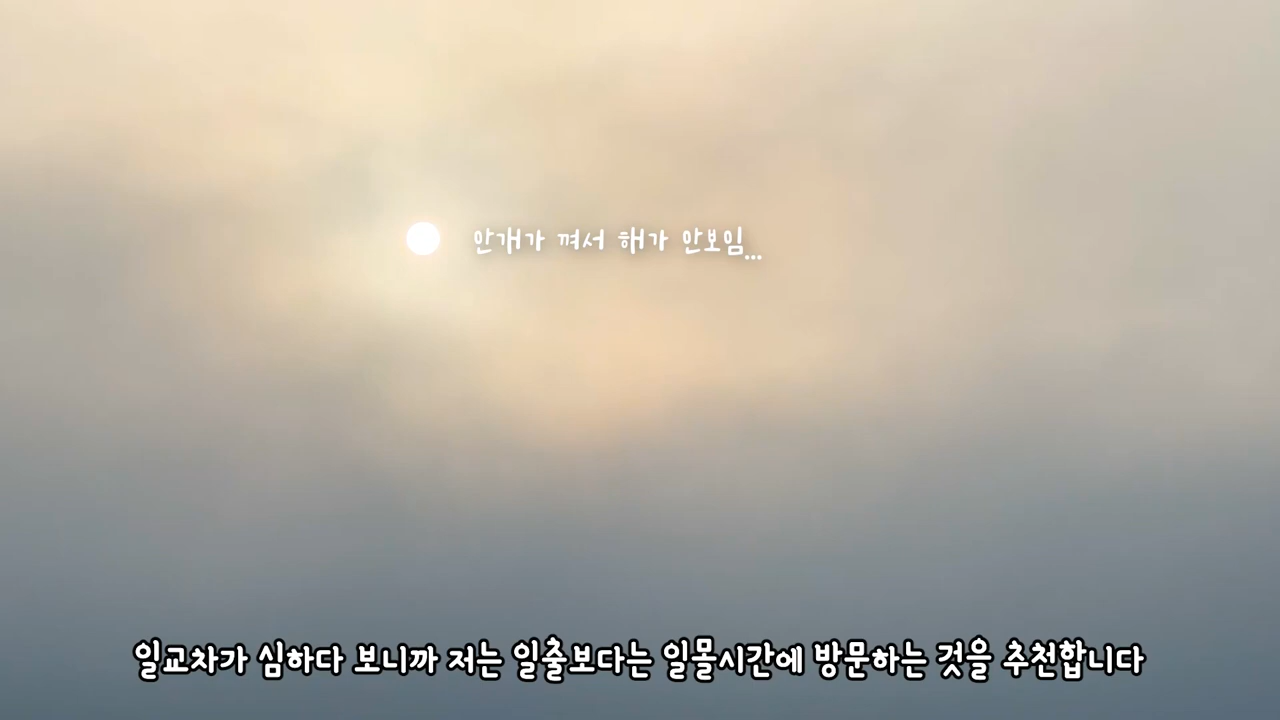 안개가 껴서 해가 안보임...
일교차가 심하다 보니까 저는 일출보다는 일몰시간에 방문하는 것을 추천합니다